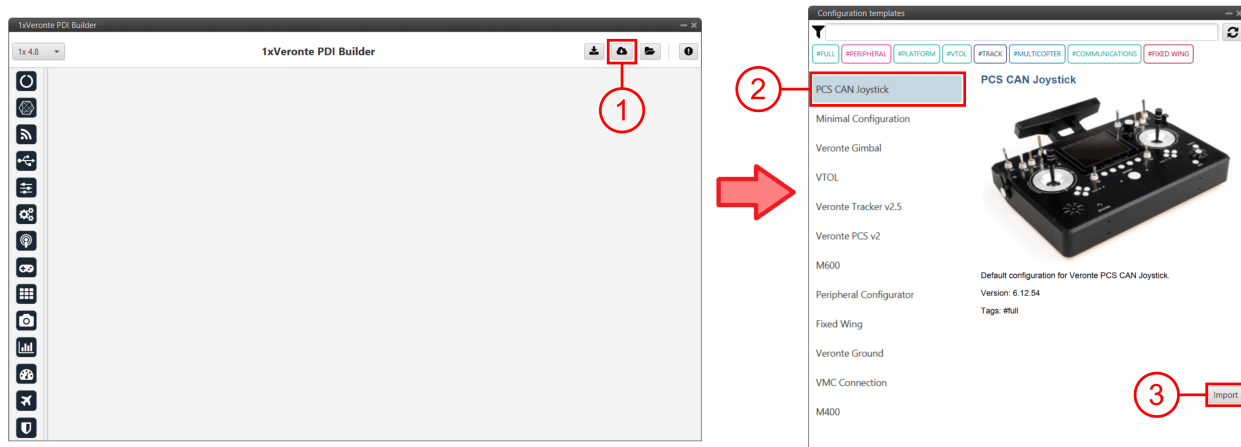 1xVeronte PDI Builder
1x 4.8
1xVeronte PDI Builder
1
Configuration templates
#FULL #PERIPHERAL #PLATFORM #VTOL #TRACK #MULTICOPTER #COMMUNICATIONS #FIXED WING
2
PCS CAN Joystick
Minimal Configuration
Veronte Gimbal
VTOL
Veronte Tracker v2.5
Veronte PCS v2
M600
Peripheral Configurator
Fixed Wing
Veronte Ground
VMC Connection
M400
PCS CAN Joystick
Default configuration for Veronte PCS CAN Joystick.
Version: 6.12.54
Tags: #full
3
Import